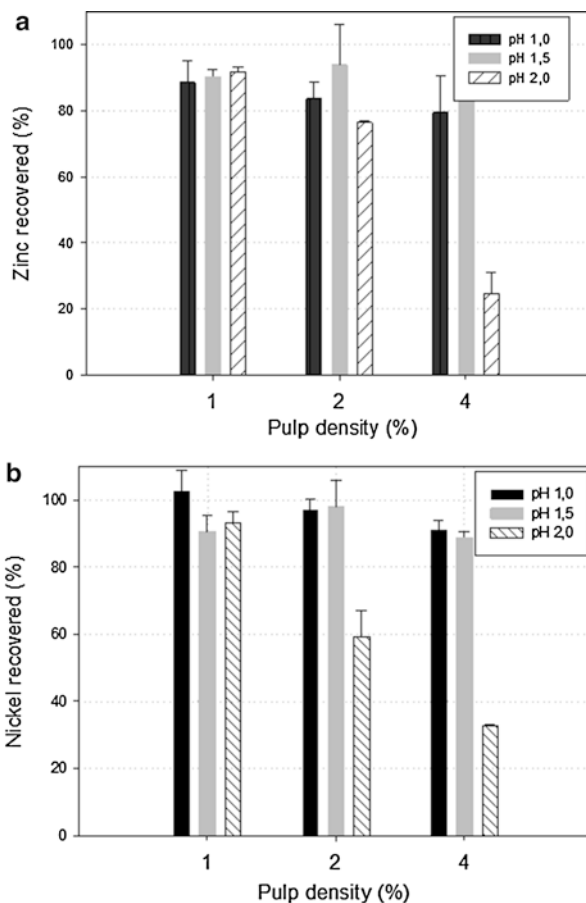 a
pH 1,0
pH 1,5
pH 2,0
100
80
60
40
20
0
Zinc recovered (%)
1 2 4
Pulp density (%)
b
pH 1,0
pH 1,5
pH 2,0
100
80
60
40
20
0
Nickel recovered (%)
1 2 4
Pulp density (%)